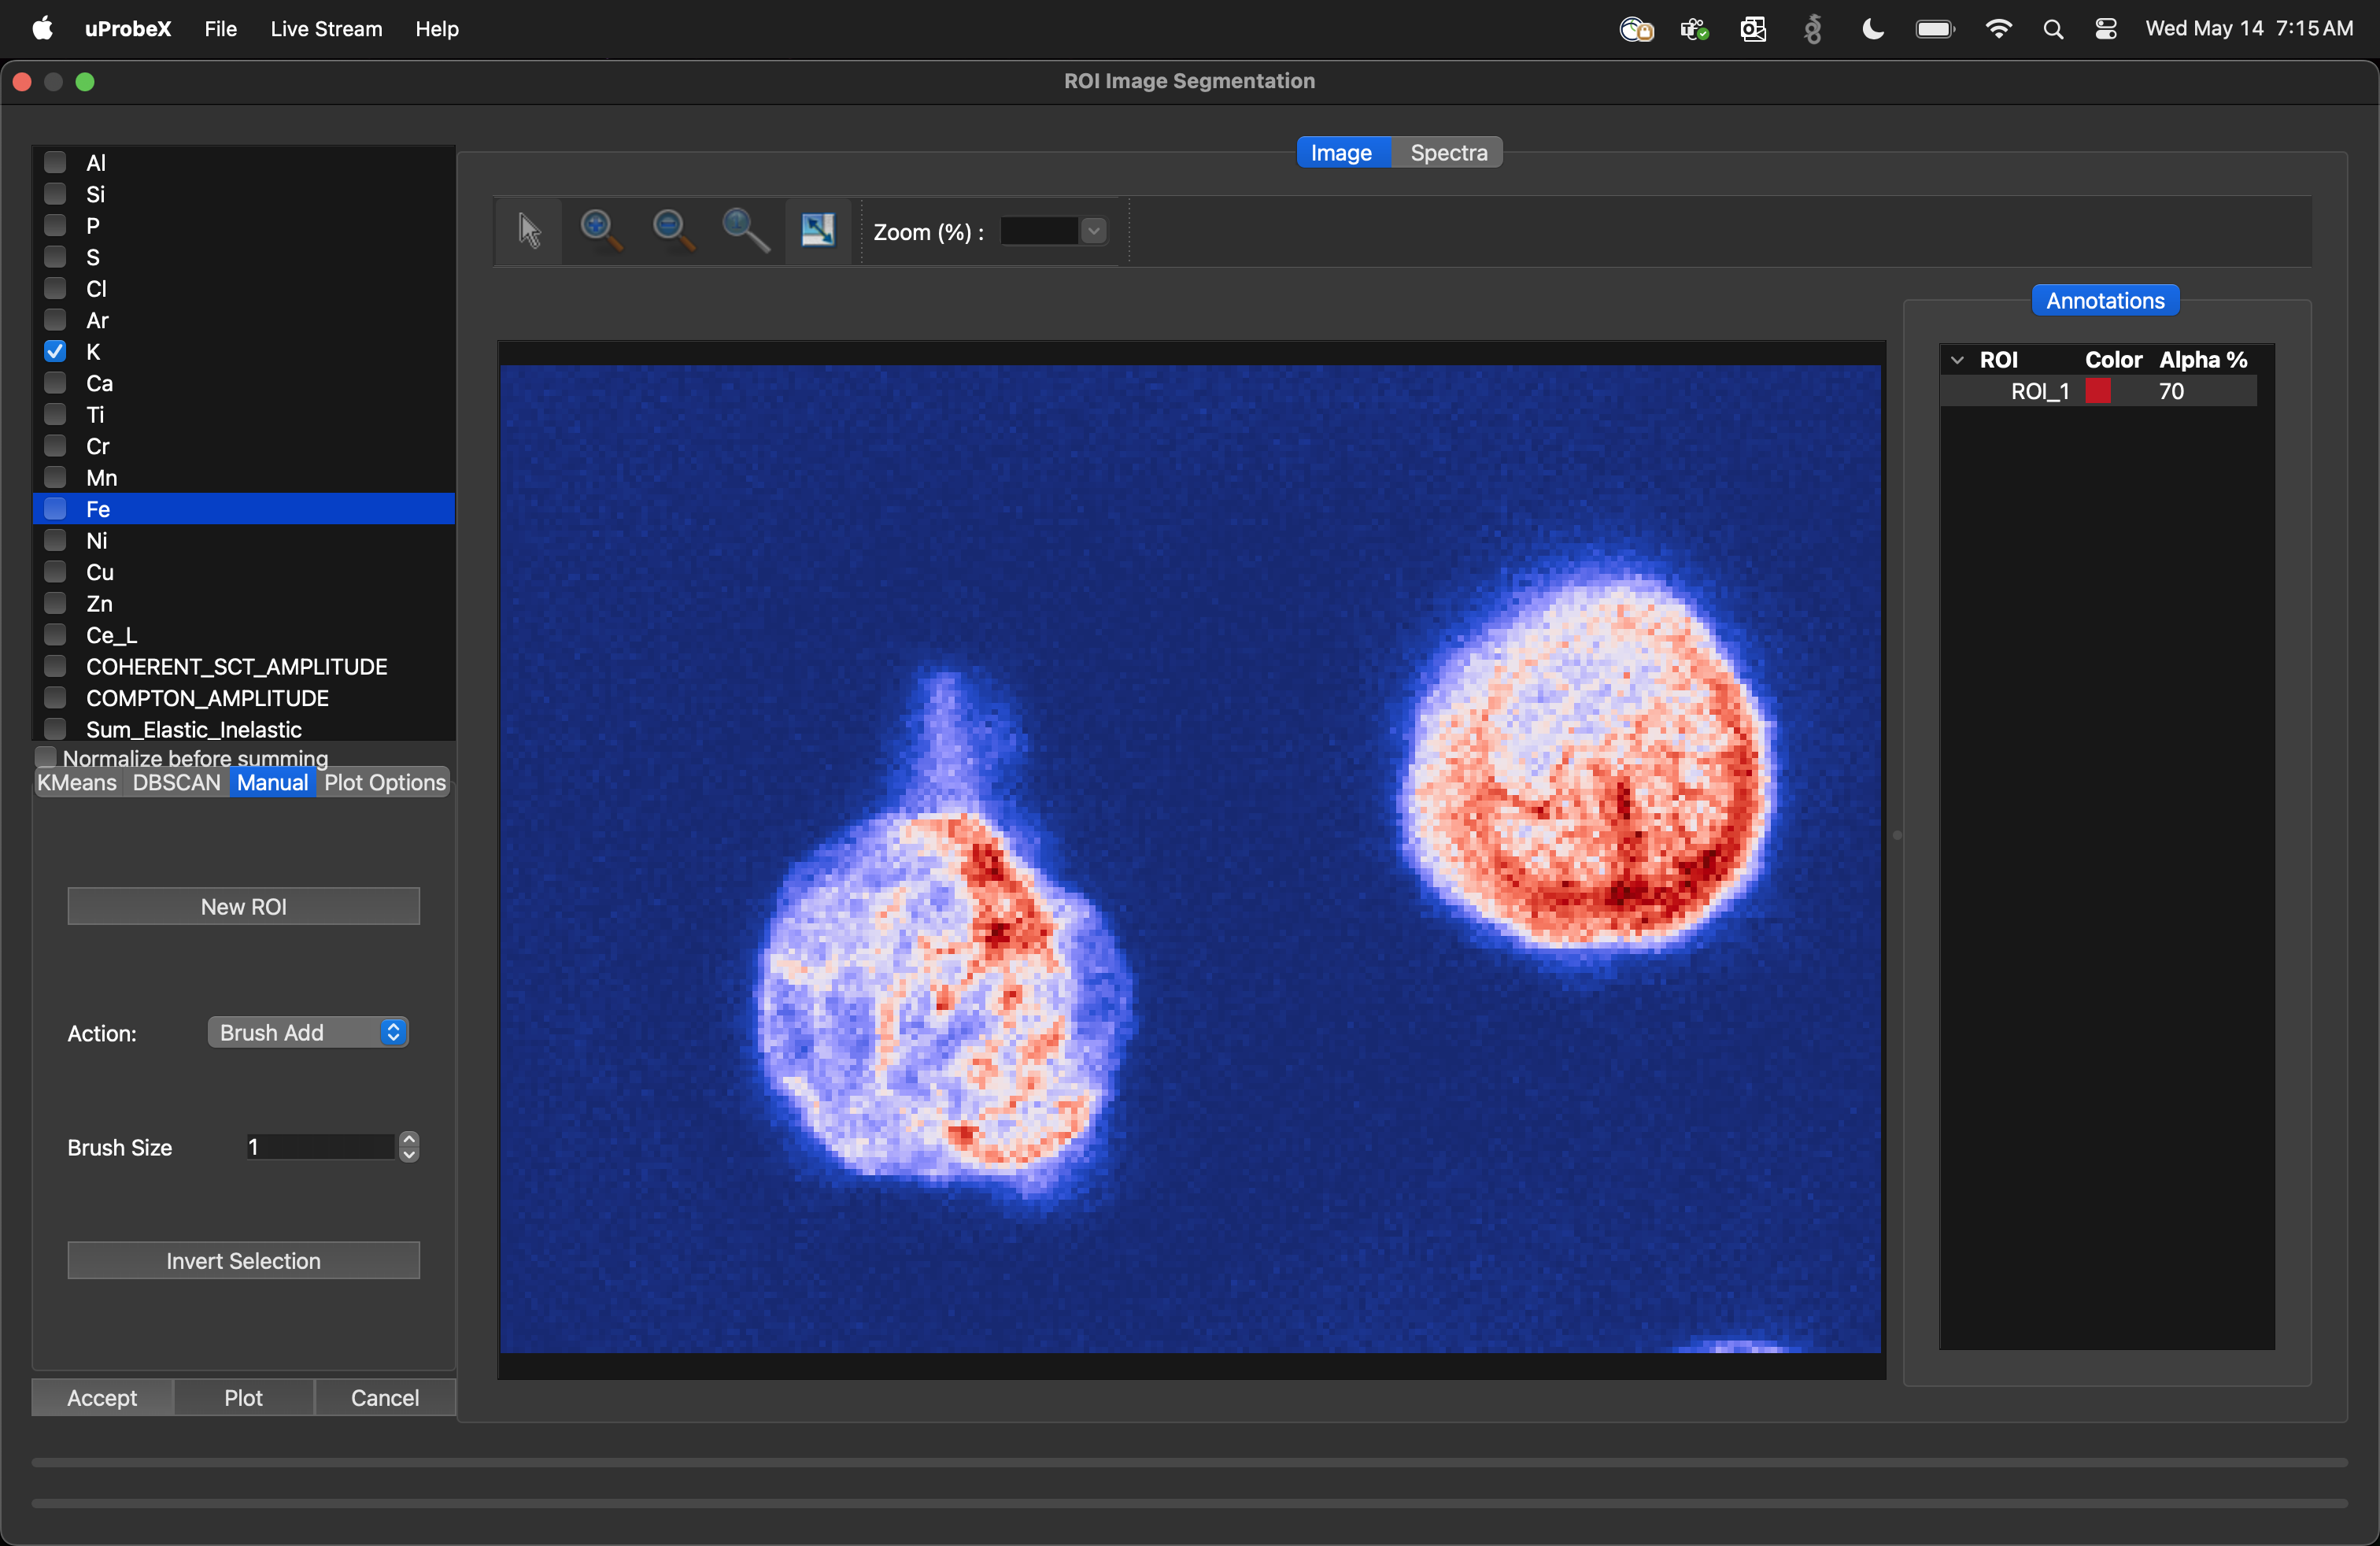 uProbeX File Live Stream Help Wed May 14 7:15 AM
ROI Image Segmentation
Image Spectra
Al
Si
P
S
Cl
Ar
K
Ca
Ti
Cr
Mn
Fe
Ni
Cu
Zn
Ce_L
COHERENT_SCT_AMPLITUDE
COMPTON_AMPLITUDE
Sum_Elastic_Inelastic
Normalize before summing
KMeans DBSCAN Manual Plot Options
New ROI
Action: Brush Add
Brush Size 1
Invert Selection
Accept Plot Cancel
Zoom (%) :
Annotations
ROI Color Alpha %
ROI_1 70